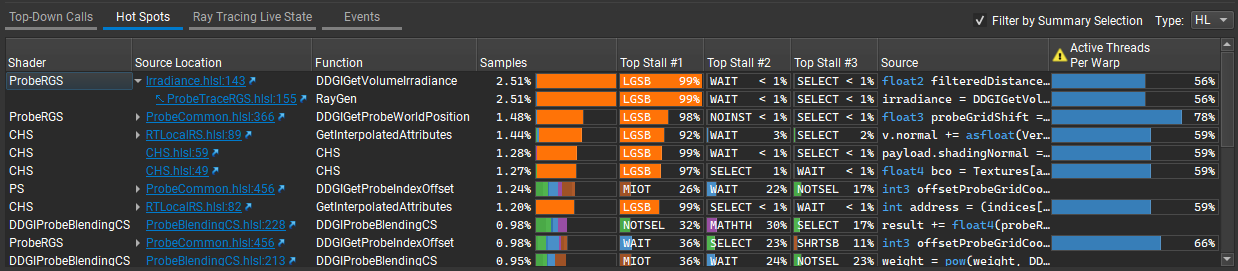 Top-Down Calls Hot Spots Ray Tracing Live State Events
✓ Filter by Summary Selection Type: HL
Shader Source Location Function Samples Top Stall #1 Top Stall #2 Top Stall #3 Source Active Threads Per Warp
ProbeRGS Irradiance.hlsl:143 DDGIGetVolumeIrradiance 2.51% LGSB 99% WAIT < 1% SELECT < 1% float2 filteredDistance… 56%
ProbeTraceRGS.hlsl:155 RayGen 2.51% LGSB 99% WAIT < 1% SELECT < 1% irradiance = DDGIGetVol… 56%
ProbeRGS ProbeCommon.hlsl:366 DDGIGetProbeWorldPosition 1.48% LGSB 98% NOINST < 1% SELECT < 1% float3 probeGridShift =… 78%
CHS RTLocalRS.hlsl:89 GetInterpolatedAttributes 1.44% LGSB 92% WAIT 3% SELECT 2% v.normal += asfloat(Ver… 59%
CHS CHS.hlsl:59 CHS 1.28% LGSB 99% WAIT < 1% SELECT < 1% payload.shadingNormal =… 59%
CHS CHS.hlsl:49 CHS 1.27% LGSB 97% SELECT 1% WAIT < 1% float4 bco = Textures[a… 59%
PS ProbeCommon.hlsl:456 DDGIGetProbeIndexOffset 1.24% MIOT 26% WAIT 22% NOTSEL 17% int3 offsetProbeGridCoo…
CHS RTLocalRS.hlsl:82 GetInterpolatedAttributes 1.20% LGSB 99% SELECT < 1% WAIT < 1% int address = (indices[… 59%
DDGIProbeBlendingCS ProbeBlendingCS.hlsl:228 DDGIProbeBlendingCS 0.98% NOTSEL 32% MATHTH 30% SELECT 17% result += float4(probeR…
ProbeRGS ProbeCommon.hlsl:456 DDGIGetProbeIndexOffset 0.98% WAIT 36% SELECT 23% SHRTSB 11% int3 offsetProbeGridCoo… 66%
DDGIProbeBlendingCS ProbeBlendingCS.hlsl:213 DDGIProbeBlendingCS 0.95% MIOT 36% WAIT 24% NOTSEL 23% weight = pow(weight, DD…